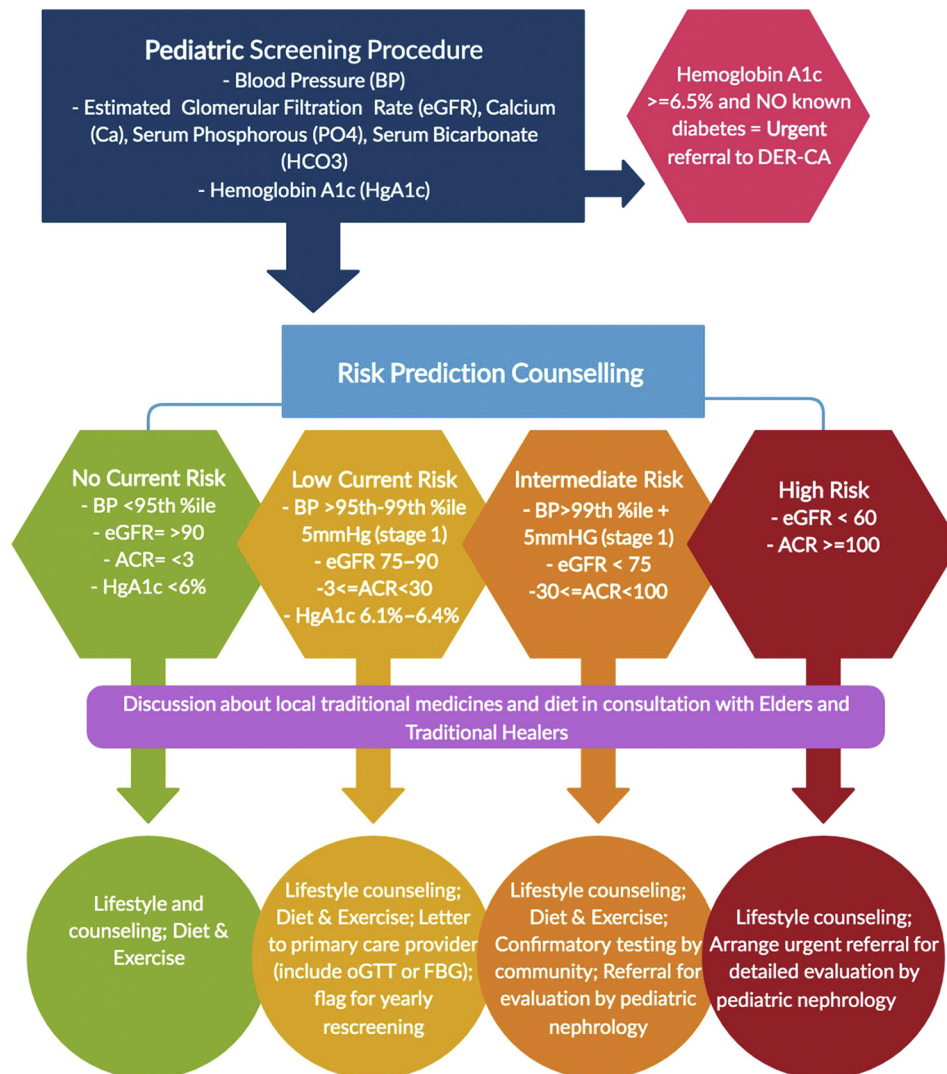 Pediatric Screening Procedure
- Blood Pressure (BP)
- Estimated Glomerular Filtration Rate (eGFR), Calcium
(Ca), Serum Phosphorous (PO4), Serum Bicarbonate
(HCO3)
- Hemoglobin A1c (HgA1c)
Hemoglobin A1c
>=6.5% and NO known
diabetes = Urgent
referral to DER-CA
Risk Prediction Counselling
No Current Risk
- BP <95th %ile
- eGFR= >90
- ACR= <3
- HgA1c <6%
Low Current Risk
- BP >95th-99th %ile
5mmHg (stage 1)
- eGFR 75–90
-3<=ACR<30
- HgA1c 6.1%–6.4%
Intermediate Risk
- BP>99th %ile +
5mmHG (stage 1)
- eGFR < 75
-30<=ACR<100
High Risk
- eGFR < 60
- ACR >=100
Discussion about local traditional medicines and diet in consultation with Elders and
Traditional Healers
Lifestyle and
counseling; Diet &
Exercise
Lifestyle counseling;
Diet & Exercise; Letter
to primary care provider
(include oGTT or FBG);
flag for yearly
rescreening
Lifestyle counseling;
Diet & Exercise;
Confirmatory testing by
community; Referral for
evaluation by pediatric
nephrology
Lifestyle counseling;
Arrange urgent referral for
detailed evaluation by
pediatric nephrology